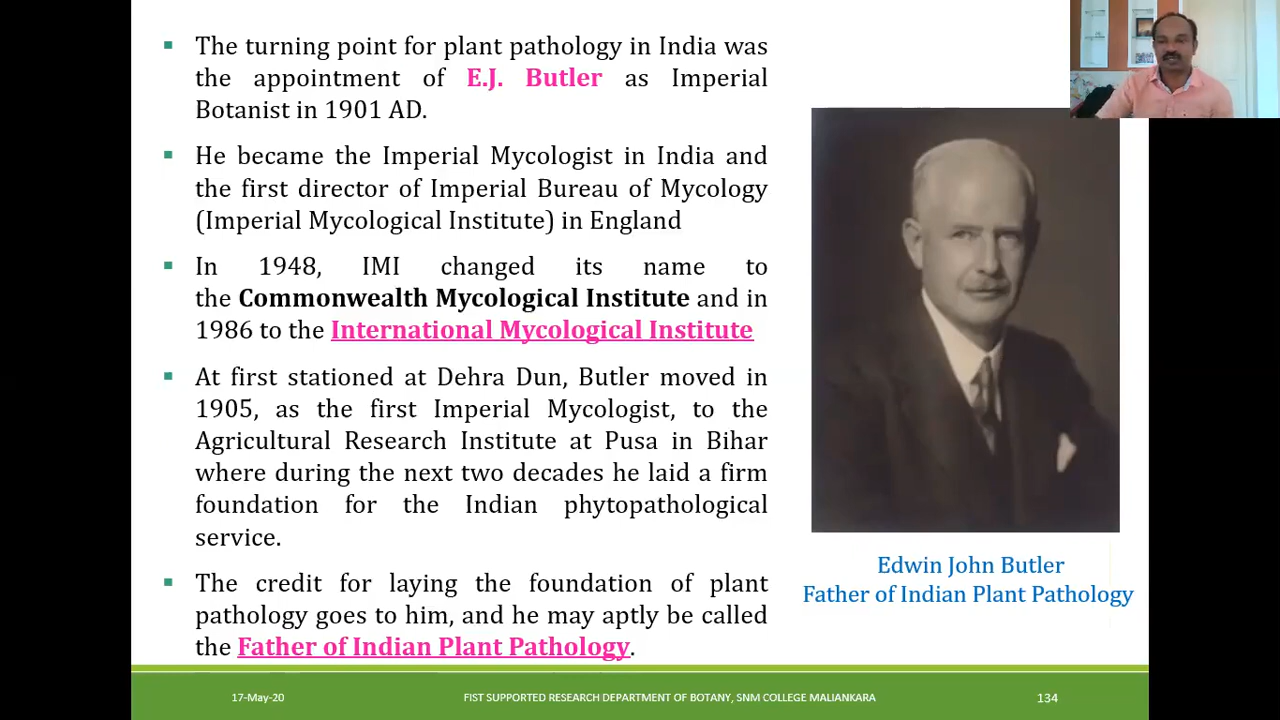 The turning point for plant pathology in India was
the appointment of E.J. Butler as Imperial
Botanist in 1901 AD.
He became the Imperial Mycologist in India and
the first director of Imperial Bureau of Mycology
(Imperial Mycological Institute) in England
In 1948, IMI changed its name to
the Commonwealth Mycological Institute and in
1986 to the International Mycological Institute
At first stationed at Dehra Dun, Butler moved in
1905, as the first Imperial Mycologist, to the
Agricultural Research Institute at Pusa in Bihar
where during the next two decades he laid a firm
foundation for the Indian phytopathological
service.
The credit for laying the foundation of plant
pathology goes to him, and he may aptly be called
the Father of Indian Plant Pathology.
Edwin John Butler
Father of Indian Plant Pathology
17-May-20 FIST SUPPORTED RESEARCH DEPARTMENT OF BOTANY, SNM COLLEGE MALIANKARA 134